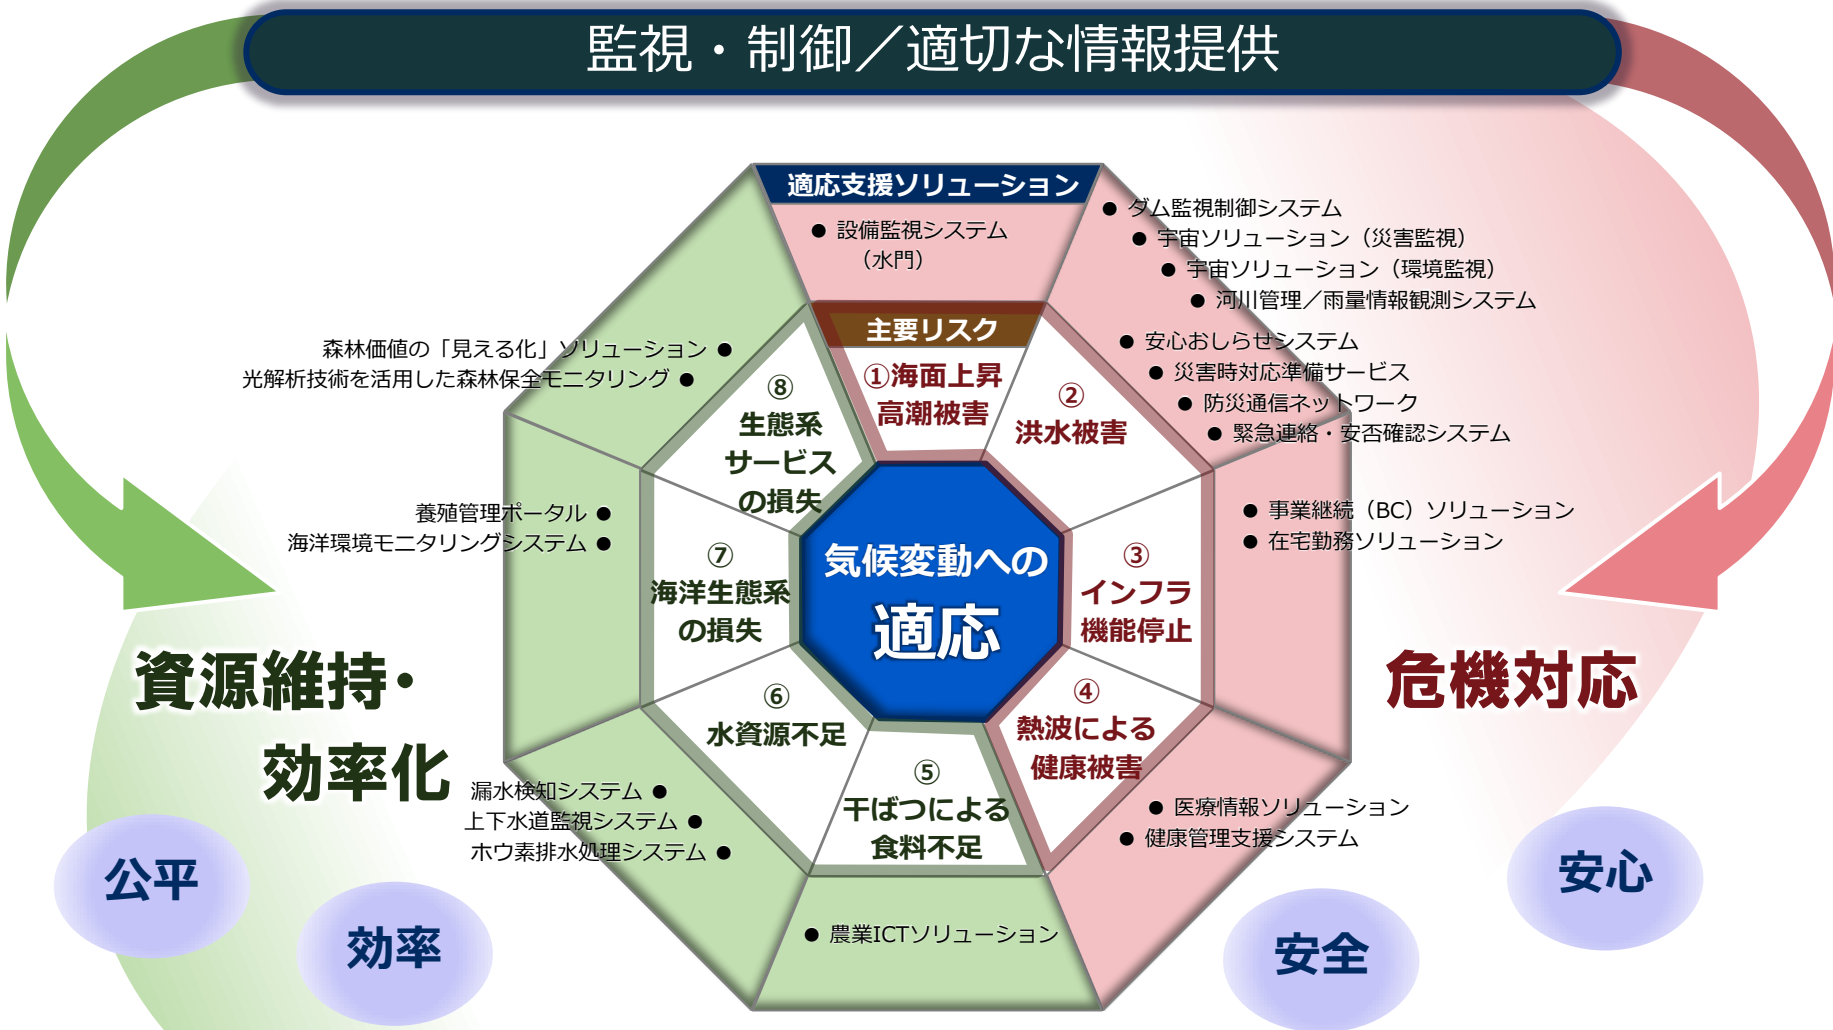 監視・制御／適切な情報提供
適応支援ソリューション
● 設備監視システム
（水門）
● ダム監視制御システム
● 宇宙ソリューション（災害監視）
● 宇宙ソリューション（環境監視）
● 河川管理／雨量情報観測システム
● 安心おしらせシステム
● 災害時対応準備サービス
● 防災通信ネットワーク
● 緊急連絡・安否確認システム
● 事業継続（BC）ソリューション
● 在宅勤務ソリューション
● 医療情報ソリューション
● 健康管理支援システム
● 農業ICTソリューション
漏水検知システム ●
上下水道監視システム ●
ホウ素排水処理システム ●
養殖管理ポータル ●
海洋環境モニタリングシステム ●
森林価値の「見える化」ソリューション ●
光解析技術を活用した森林保全モニタリング ●
主要リスク
①海面上昇
高潮被害
②
洪水被害
③
インフラ
機能停止
④
熱波による
健康被害
⑤
干ばつによる
食料不足
⑥
水資源不足
⑦
海洋生態系
の損失
⑧
生態系
サービス
の損失
気候変動への
適応
資源維持・
効率化
危機対応
公平
効率
安全
安心